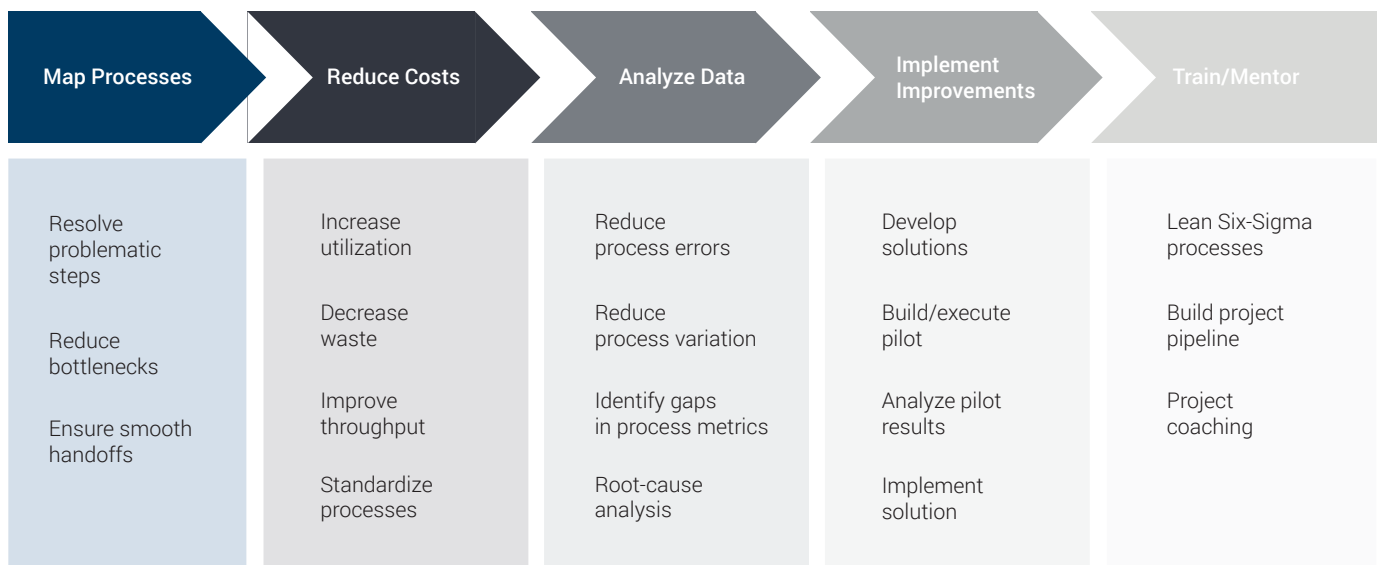 Map Processes
Reduce Costs
Analyze Data
Implement
Improvements
Train/Mentor
Resolve
problematic
steps
Reduce
bottlenecks
Ensure smooth
handoffs
Increase
utilization
Decrease
waste
Improve
throughput
Standardize
processes
Reduce
process errors
Reduce
process variation
Identify gaps
in process metrics
Root-cause
analysis
Develop
solutions
Build/execute
pilot
Analyze pilot
results
Implement
solution
Lean Six-Sigma
processes
Build project
pipeline
Project
coaching